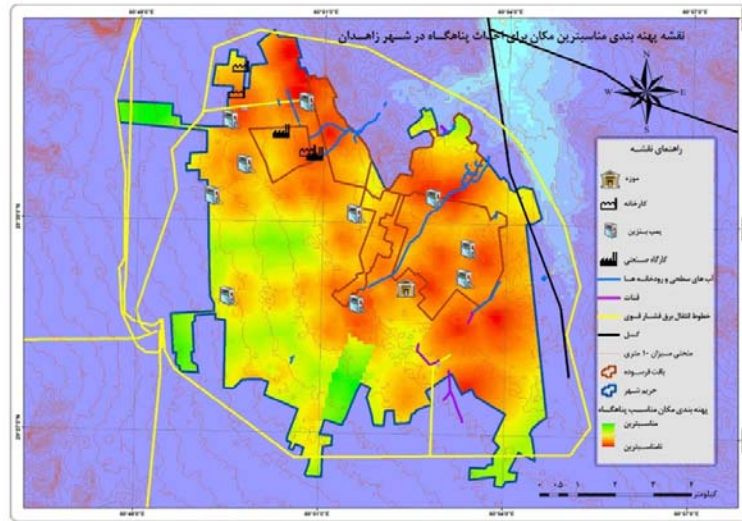 نقشه پهنه بندی مناسبترین مکان برای احداث پناهگاه در شهر زاهدان
N
W E
S
راهنمای نقشه
موزه
کارخانه
پمپ بنزین
کارگاه صنعتی
آب های سطحی و رودخانه ها
قنات
خطوط انتقال برق فشار قوی
گسل
منحنی میزان ۱۰ متری
بافت فرسوده
حریم شهر
پهنه بندی مکان مناسب پناهگاه
مناسبترین
نامناسبترین
کیلومتر